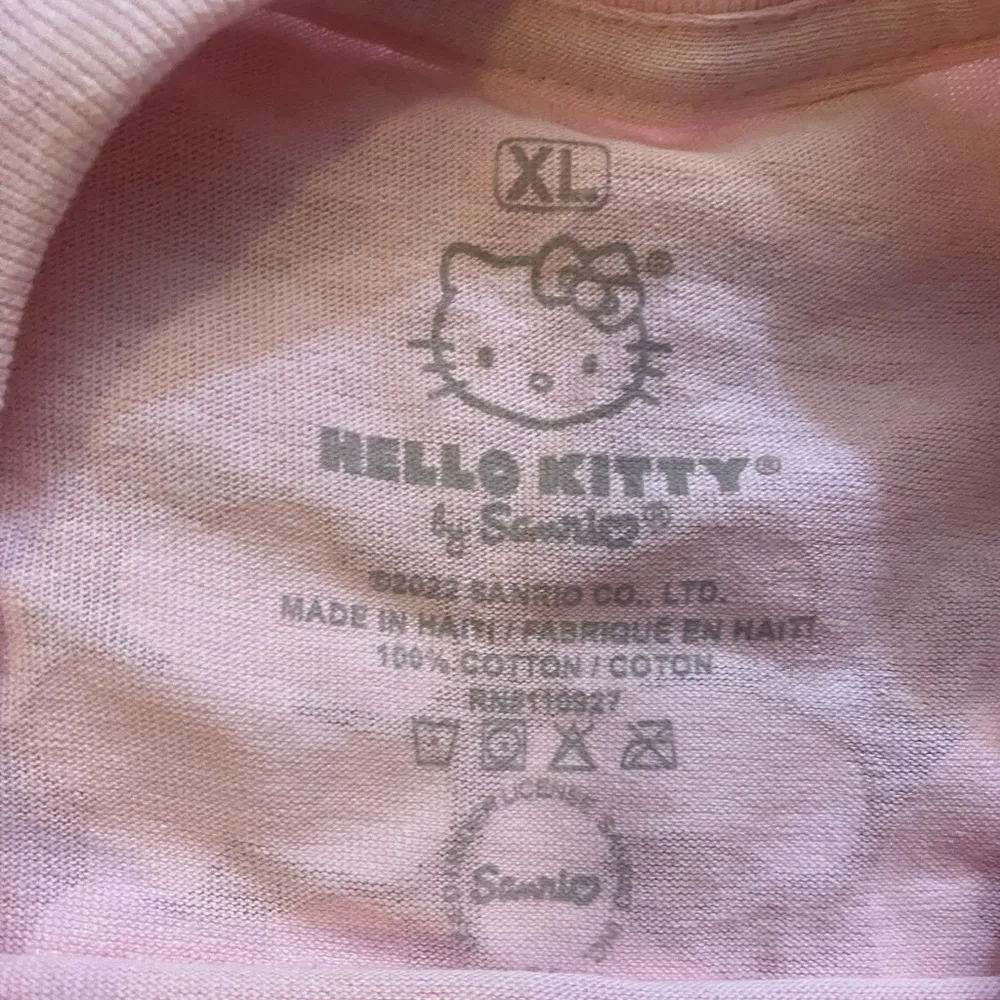 XL
HELLO KITTY®
by Sanrio®
©2022 SANRIO CO., LTD.
MADE IN HAITI / FABRIQUE EN HAITI
100% COTTON / COTON
LICENSE
Sanrio